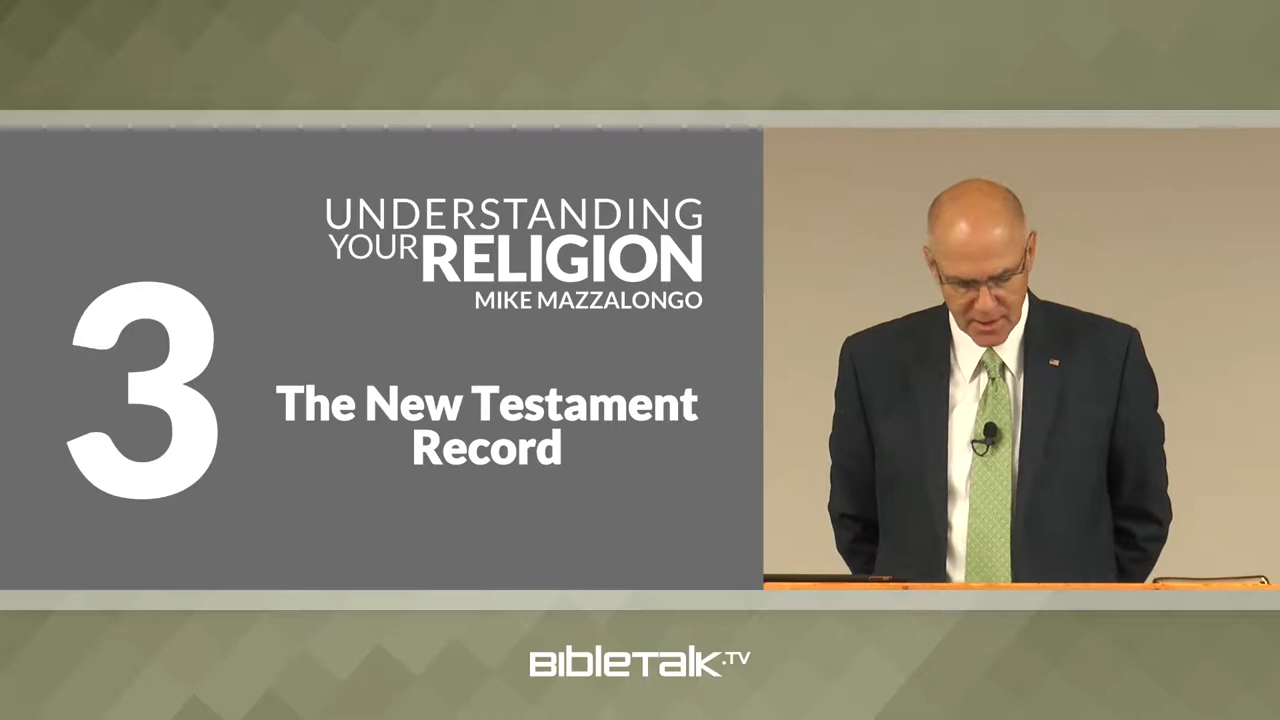 3
UNDERSTANDING
YOUR RELIGION
MIKE MAZZALONGO
The New Testament
Record
BIBLETALK.TV